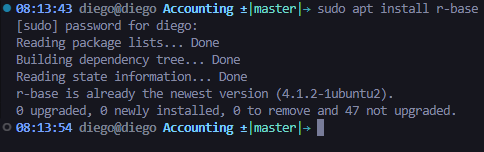 08:13:43 diego@diego Accounting ±|master|→ sudo apt install r-base
[sudo] password for diego:
Reading package lists... Done
Building dependency tree... Done
Reading state information... Done
r-base is already the newest version (4.1.2-1ubuntu2).
0 upgraded, 0 newly installed, 0 to remove and 47 not upgraded.
08:13:54 diego@diego Accounting ±|master|→